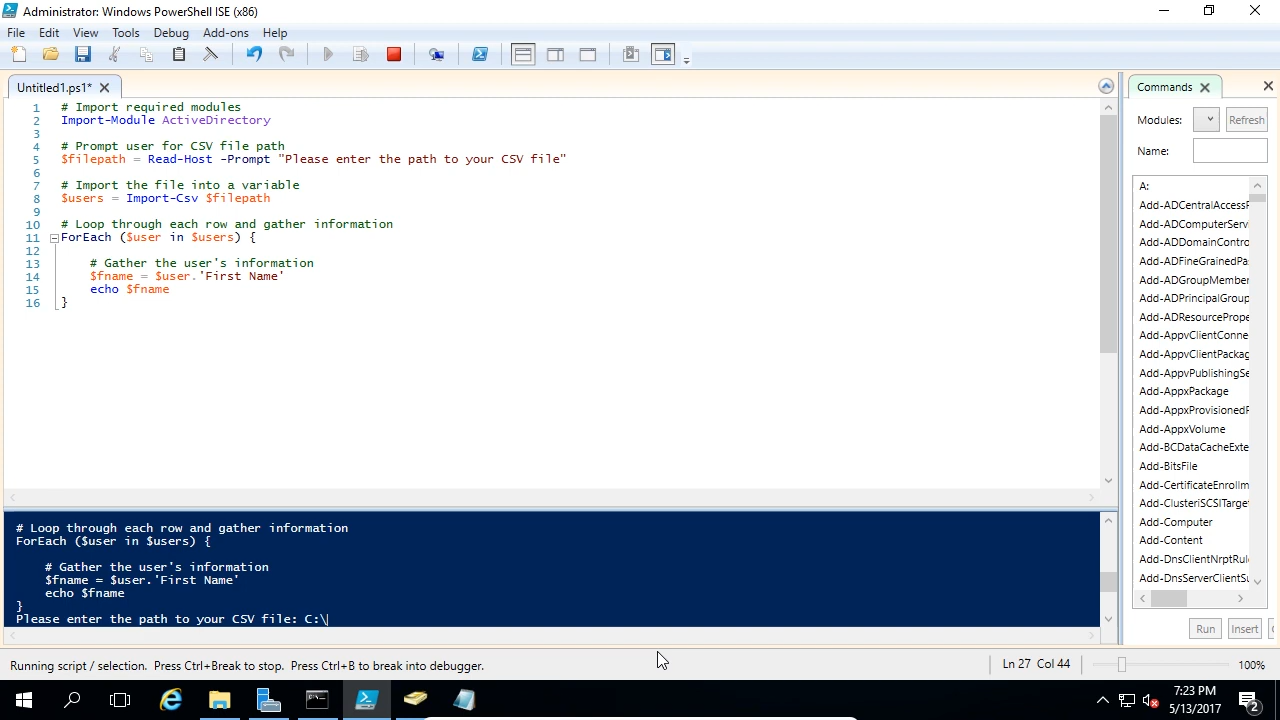 Administrator: Windows PowerShell ISE (x86)
File Edit View Tools Debug Add-ons Help
Untitled1.ps1*
1 # Import required modules
2 Import-Module ActiveDirectory
3
4 # Prompt user for CSV file path
5 $filepath = Read-Host -Prompt "Please enter the path to your CSV file"
6
7 # Import the file into a variable
8 $users = Import-Csv $filepath
9
10 # Loop through each row and gather information
11 ForEach ($user in $users) {
12
13 # Gather the user's information
14 $fname = $user.'First Name'
15 echo $fname
16 }
# Loop through each row and gather information
ForEach ($user in $users) {
# Gather the user's information
$fname = $user.'First Name'
echo $fname
}
Please enter the path to your CSV file: C:\
Commands
Modules: Refresh
Name:
A:
Add-ADCentralAccessP
Add-ADComputerServi
Add-ADDomainContro
Add-ADFineGrainedPa
Add-ADGroupMember
Add-ADPrincipalGroup
Add-ADResourcePrope
Add-AppvClientConne
Add-AppvClientPackag
Add-AppvPublishingSe
Add-AppxPackage
Add-AppxProvisionedP
Add-AppxVolume
Add-BCDataCacheExte
Add-BitsFile
Add-CertificateEnrollm
Add-ClusteriSCSITarget
Add-Computer
Add-Content
Add-DnsClientNrptRul
Add-DnsServerClientSu
Run Insert
Running script / selection. Press Ctrl+Break to stop. Press Ctrl+B to break into debugger.
Ln 27 Col 44
100%
7:23 PM
5/13/2017
2